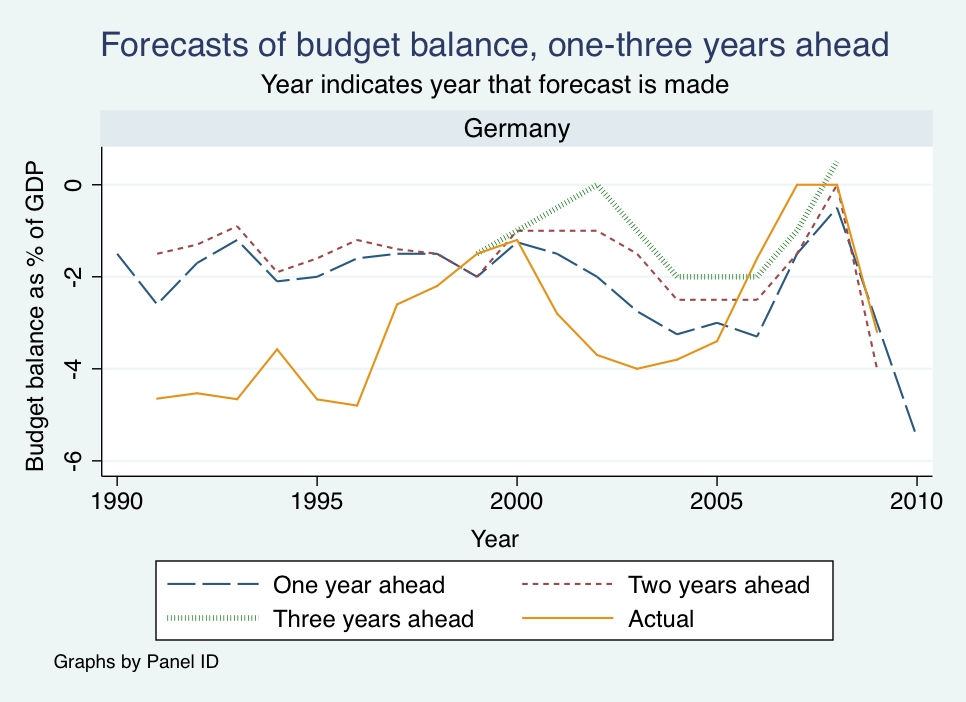 Forecasts of budget balance, one-three years ahead
Year indicates year that forecast is made
Germany
Budget balance as % of GDP
0
-2
-4
-6
1990 1995 2000 2005 2010
Year
One year ahead Two years ahead
Three years ahead Actual
Graphs by Panel ID